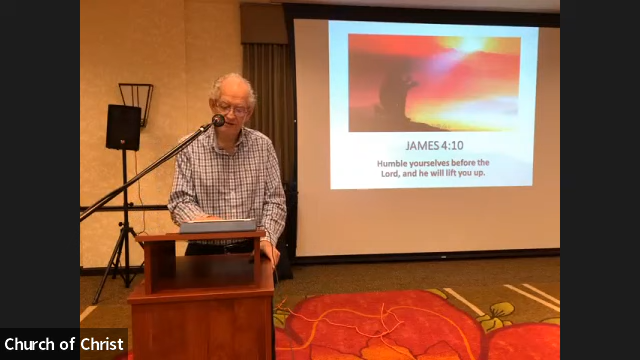 JAMES 4:10
Humble yourselves before the
Lord, and he will lift you up.
Church of Christ